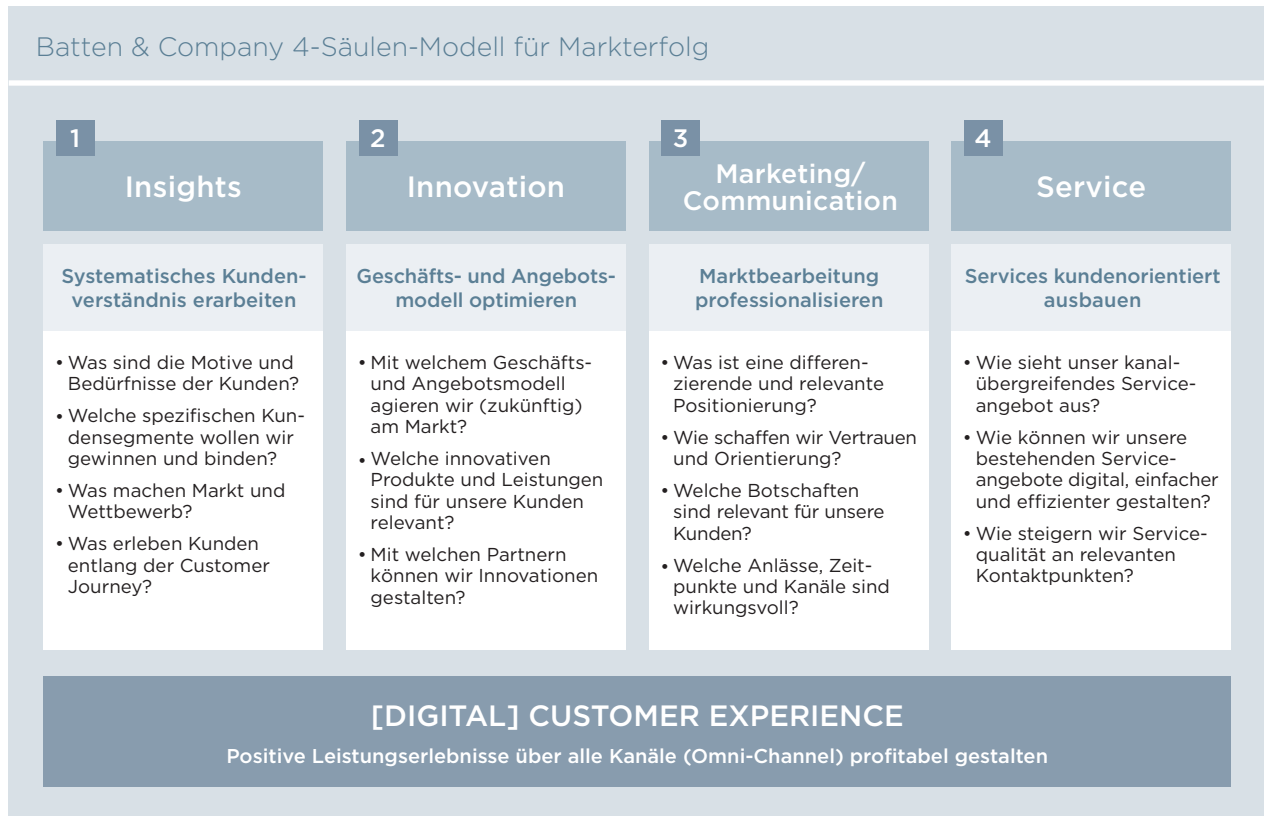 Batten & Company 4-Säulen-Modell für Markterfolg
1
Insights
Systematisches Kunden-
verständnis erarbeiten
• Was sind die Motive und
Bedürfnisse der Kunden?
• Welche spezifischen Kun-
densegmente wollen wir
gewinnen und binden?
• Was machen Markt und
Wettbewerb?
• Was erleben Kunden
entlang der Customer
Journey?
2
Innovation
Geschäfts- und Angebots-
modell optimieren
• Mit welchem Geschäfts-
und Angebotsmodell
agieren wir (zukünftig)
am Markt?
• Welche innovativen
Produkte und Leistungen
sind für unsere Kunden
relevant?
• Mit welchen Partnern
können wir Innovationen
gestalten?
3
Marketing/
Communication
Marktbearbeitung
professionalisieren
• Was ist eine differen-
zierende und relevante
Positionierung?
• Wie schaffen wir Vertrauen
und Orientierung?
• Welche Botschaften
sind relevant für unsere
Kunden?
• Welche Anlässe, Zeit-
punkte und Kanäle sind
wirkungsvoll?
4
Service
Services kundenorientiert
ausbauen
• Wie sieht unser kanal-
übergreifendes Service-
angebot aus?
• Wie können wir unsere
bestehenden Service-
angebote digital, einfacher
und effizienter gestalten?
• Wie steigern wir Service-
qualität an relevanten
Kontaktpunkten?
[DIGITAL] CUSTOMER EXPERIENCE
Positive Leistungserlebnisse über alle Kanäle (Omni-Channel) profitabel gestalten